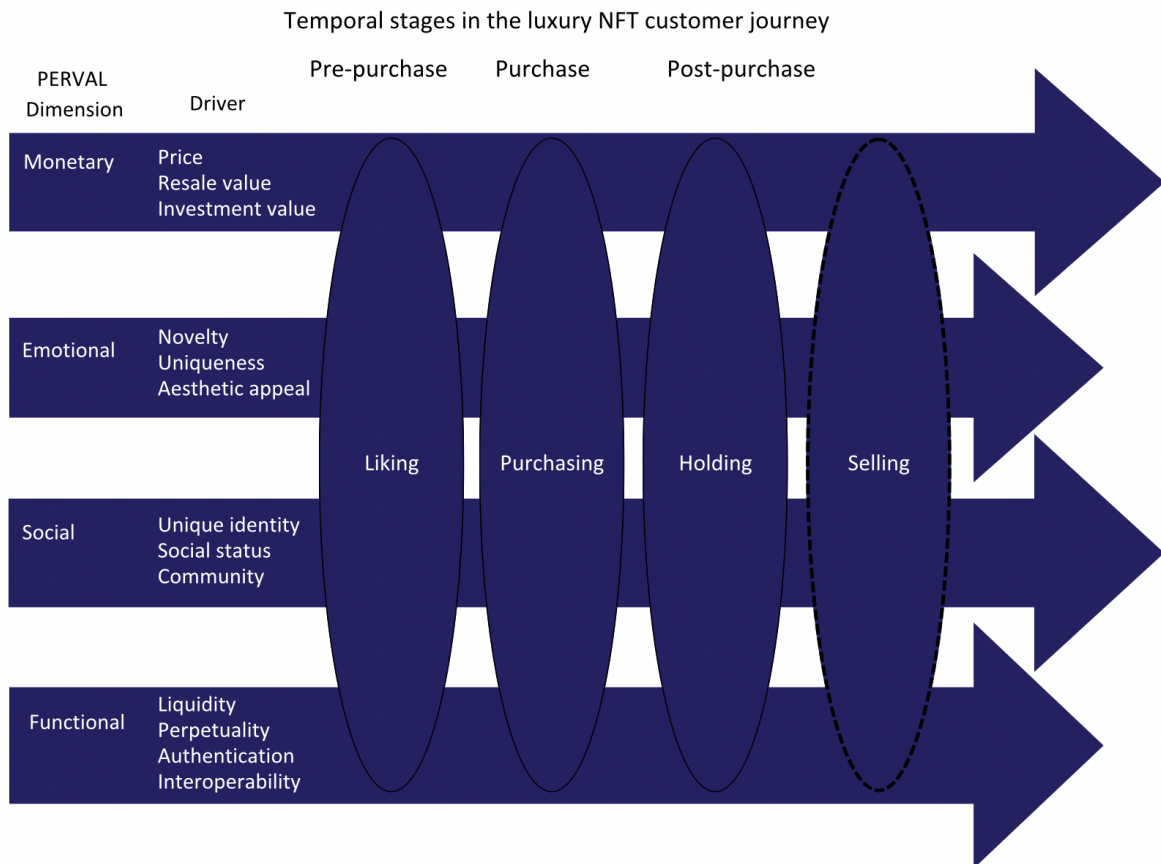 Temporal stages in the luxury NFT customer journey
Pre-purchase
Purchase
Post-purchase
PERVAL
Dimension
Driver
Monetary
Price
Resale value
Investment value
Emotional
Novelty
Uniqueness
Aesthetic appeal
Liking
Purchasing
Holding
Selling
Social
Unique identity
Social status
Community
Functional
Liquidity
Perpetuality
Authentication
Interoperability